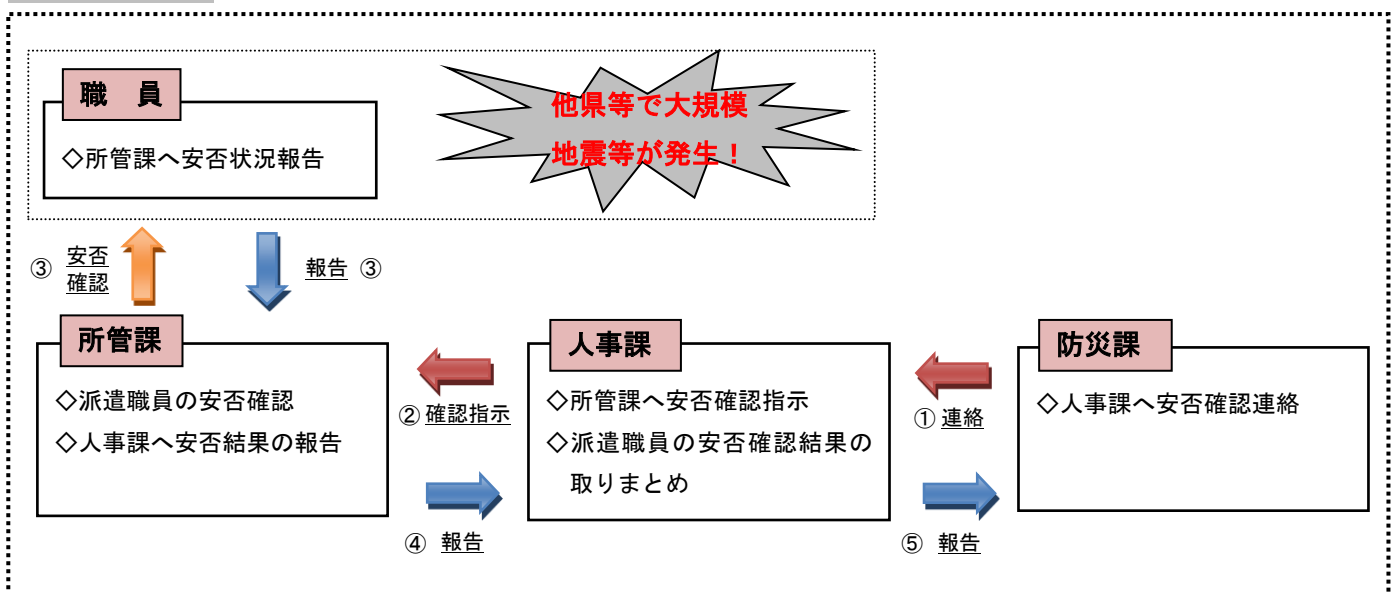 職　員
◇所管課へ安否状況報告
他県等で大規模
地震等が発生！
③ 安否
確認
報告 ③
所管課
◇派遣職員の安否確認
◇人事課へ安否結果の報告
② 確認指示
④ 報告
人事課
◇所管課へ安否確認指示
◇派遣職員の安否確認結果の
取りまとめ
① 連絡
⑤ 報告
防災課
◇人事課へ安否確認連絡